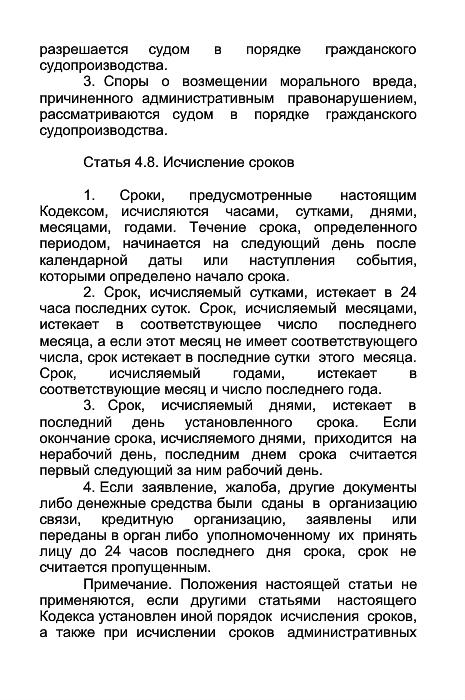 разрешается судом в порядке гражданского
судопроизводства.
3. Споры о возмещении морального вреда,
причиненного административным правонарушением,
рассматриваются судом в порядке гражданского
судопроизводства.
Статья 4.8. Исчисление сроков
1. Сроки, предусмотренные настоящим
Кодексом, исчисляются часами, сутками, днями,
месяцами, годами. Течение срока, определенного
периодом, начинается на следующий день после
календарной даты или наступления события,
которыми определено начало срока.
2. Срок, исчисляемый сутками, истекает в 24
часа последних суток. Срок, исчисляемый месяцами,
истекает в соответствующее число последнего
месяца, а если этот месяц не имеет соответствующего
числа, срок истекает в последние сутки этого месяца.
Срок, исчисляемый годами, истекает в
соответствующие месяц и число последнего года.
3. Срок, исчисляемый днями, истекает в
последний день установленного срока. Если
окончание срока, исчисляемого днями, приходится на
нерабочий день, последним днем срока считается
первый следующий за ним рабочий день.
4. Если заявление, жалоба, другие документы
либо денежные средства были сданы в организацию
связи, кредитную организацию, заявлены или
переданы в орган либо уполномоченному их принять
лицу до 24 часов последнего дня срока, срок не
считается пропущенным.
Примечание. Положения настоящей статьи не
применяются, если другими статьями настоящего
Кодекса установлен иной порядок исчисления сроков,
а также при исчислении сроков административных